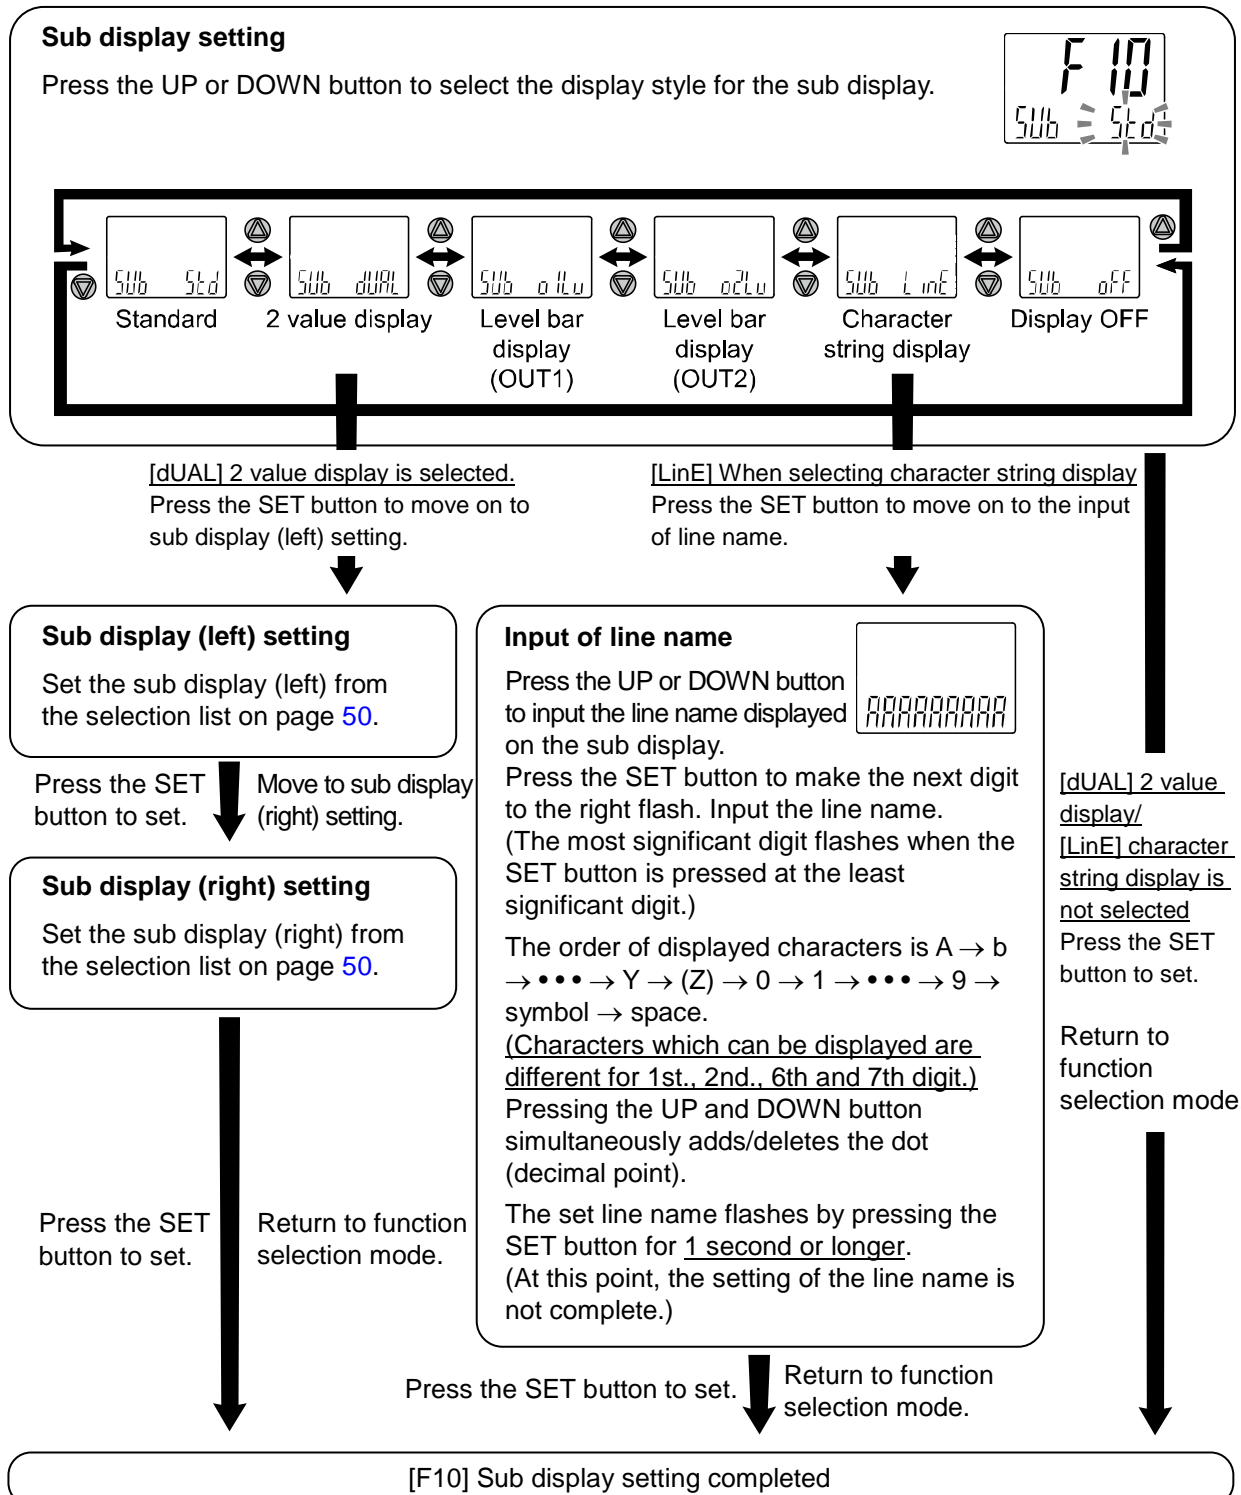 Sub display setting
Press the UP or DOWN button to select the display style for the sub display.
F 10
SUb Std
SUb Std
SUb dUAL
SUb o1Lv
SUb o2Lv
SUb LinE
SUb oFF
Standard
2 value display
Level bar
display
(OUT1)
Level bar
display
(OUT2)
Character
string display
Display OFF
[dUAL] 2 value display is selected.
Press the SET button to move on to
sub display (left) setting.
[LinE] When selecting character string display
Press the SET button to move on to the input
of line name.
Sub display (left) setting
Set the sub display (left) from
the selection list on page 50.
Press the SET
button to set.
Move to sub display
(right) setting.
Sub display (right) setting
Set the sub display (right) from
the selection list on page 50.
Press the SET
button to set.
Return to function
selection mode.
Input of line name
AAAAAAAAA
Press the UP or DOWN button
to input the line name displayed
on the sub display.
Press the SET button to make the next digit
to the right flash. Input the line name.
(The most significant digit flashes when the
SET button is pressed at the least
significant digit.)
The order of displayed characters is A → b
→ • • • → Y → (Z) → 0 → 1 → • • • → 9 →
symbol → space.
(Characters which can be displayed are
different for 1st., 2nd., 6th and 7th digit.)
Pressing the UP and DOWN button
simultaneously adds/deletes the dot
(decimal point).
The set line name flashes by pressing the
SET button for 1 second or longer.
(At this point, the setting of the line name is
not complete.)
Press the SET button to set.
Return to function
selection mode.
[dUAL] 2 value
display/
[LinE] character
string display is
not selected
Press the SET
button to set.
Return to
function
selection mode
[F10] Sub display setting completed